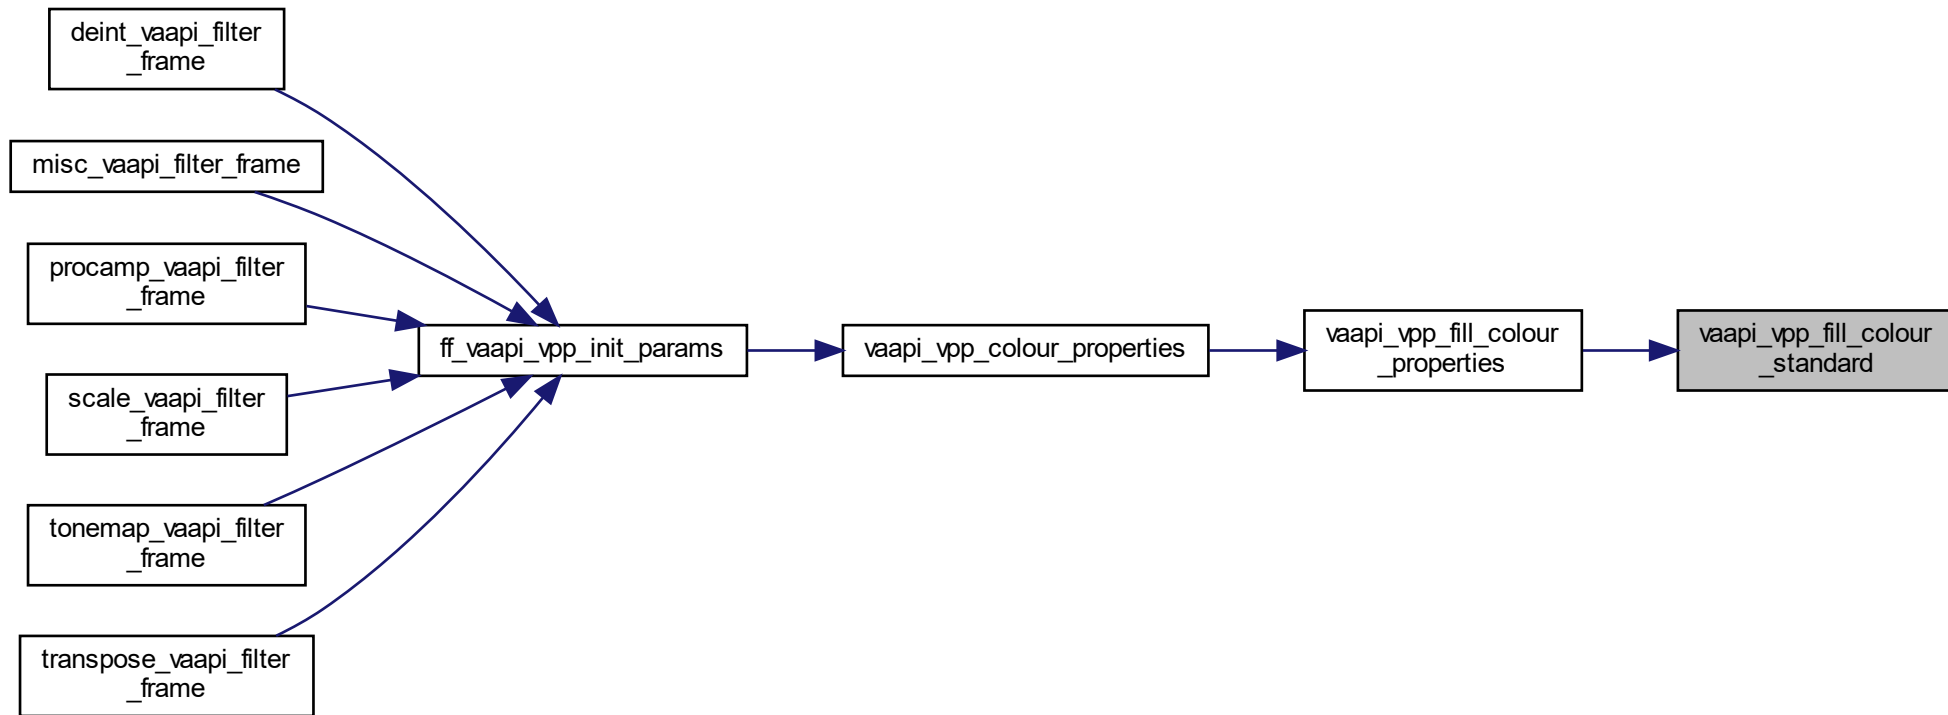 deint_vaapi_filter
_frame
misc_vaapi_filter_frame
procamp_vaapi_filter
_frame
scale_vaapi_filter
_frame
tonemap_vaapi_filter
_frame
transpose_vaapi_filter
_frame
ff_vaapi_vpp_init_params
vaapi_vpp_colour_properties
vaapi_vpp_fill_colour
_properties
vaapi_vpp_fill_colour
_standard